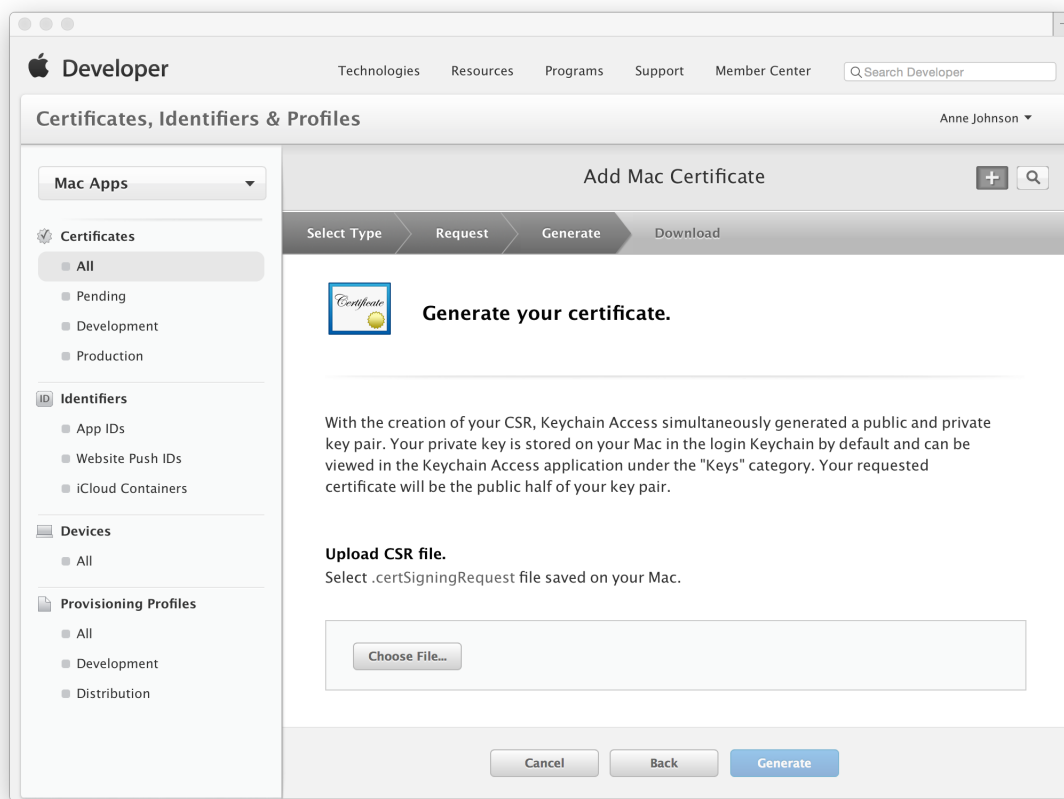 Developer
Technologies Resources Programs Support Member Center Search Developer
Certificates, Identifiers & Profiles
Anne Johnson
Mac Apps
Certificates
All
Pending
Development
Production
ID Identifiers
App IDs
Website Push IDs
iCloud Containers
Devices
All
Provisioning Profiles
All
Development
Distribution
Add Mac Certificate
Select Type Request Generate Download
Certificate
Generate your certificate.
With the creation of your CSR, Keychain Access simultaneously generated a public and private
key pair. Your private key is stored on your Mac in the login Keychain by default and can be
viewed in the Keychain Access application under the "Keys" category. Your requested
certificate will be the public half of your key pair.
Upload CSR file.
Select .certSigningRequest file saved on your Mac.
Choose File...
Cancel Back Generate